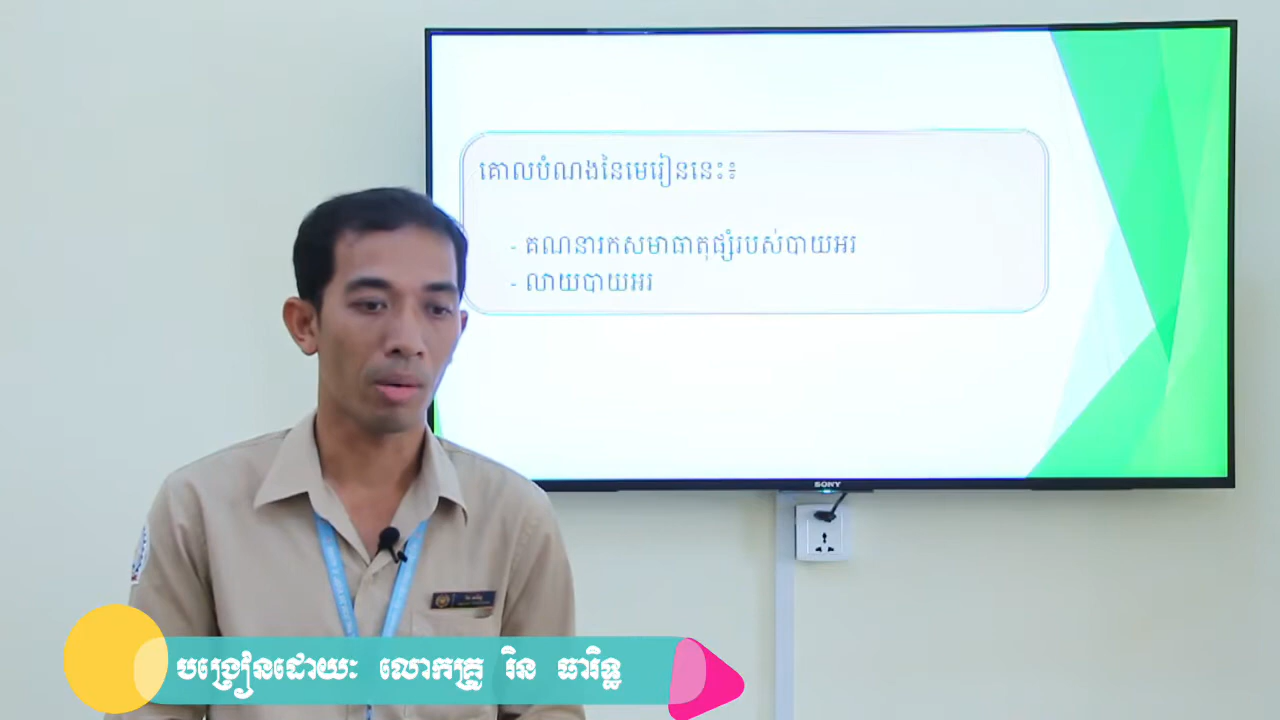 គោលបំណងនៃមេរៀននេះ៖
- គណនារកសមាធាតុផ្សំរបស់បាយអរ
- លាយបាយអរ
SONY
បង្រៀនដោយ: លោកគ្រូ រិន ធារិទ្ធ